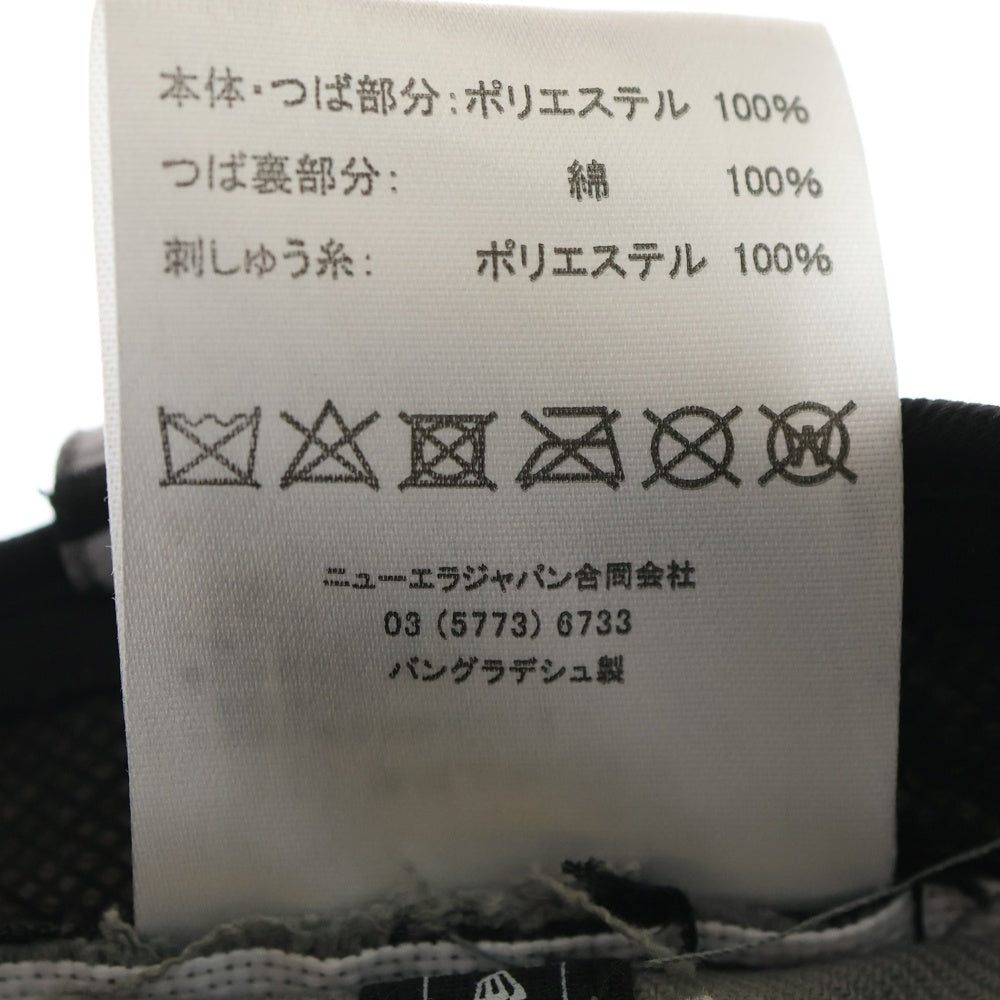 本体・つば部分：ポリエステル 100%
つば裏部分： 綿 100%
刺しゅう糸： ポリエステル 100%
W
ニューエラジャパン合同会社
03（5773）6733
バングラデシュ製